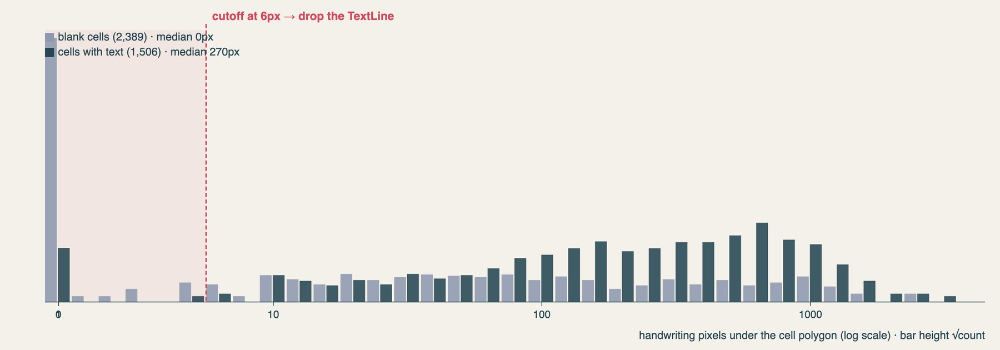 cutoff at 6px → drop the TextLine
blank cells (2,389) · median 0px
cells with text (1,506) · median 270px
0 1 10 100 1000
handwriting pixels under the cell polygon (log scale) · bar height √count